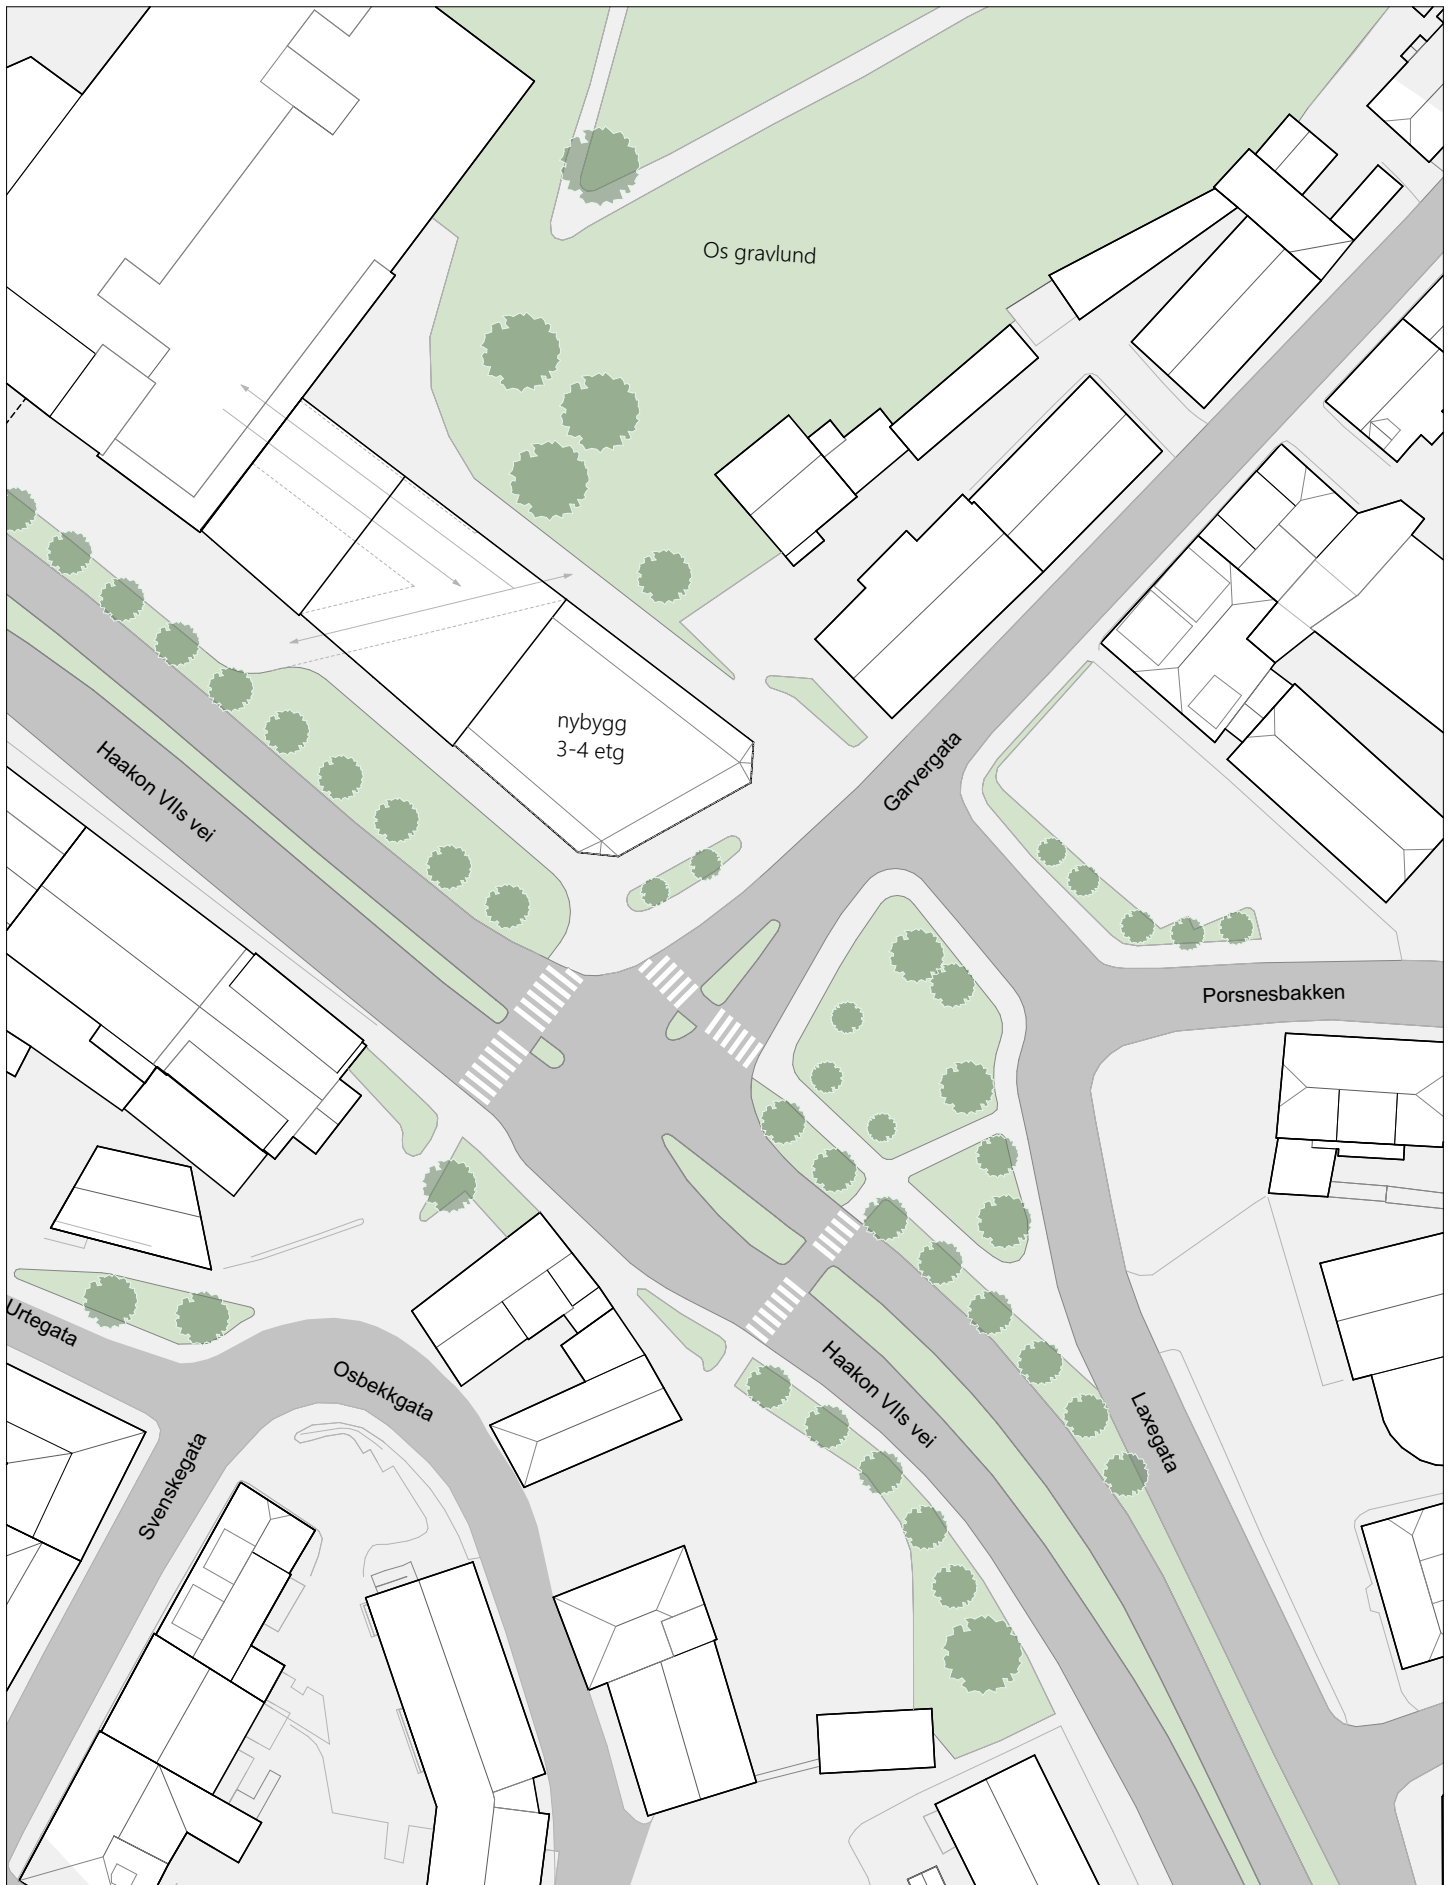 Os gravlund
nybygg
3-4 etg
Haakon VIIs vei
Garvergata
Porsnesbakken
Urtegata
Osbekkgata
Haakon VIIs vei
Laxegata
Svenskegata